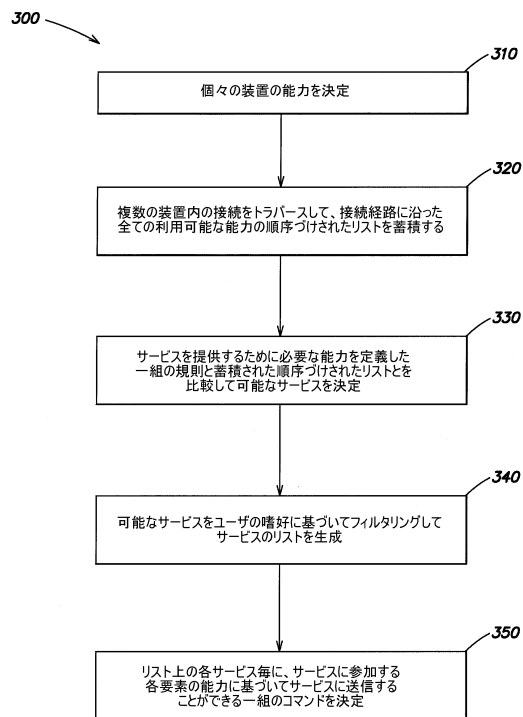 300
310
個々の装置の能力を決定
320
複数の装置内の接続をトラバースして、接続経路に沿った
全ての利用可能な能力の順序づけされたリストを蓄積する
330
サービスを提供するために必要な能力を定義した
一組の規則と蓄積された順序づけされたリストとを
比較して可能なサービスを決定
340
可能なサービスをユーザの嗜好に基づいてフィルタリングして
サービスのリストを生成
350
リスト上の各サービス毎に、サービスに参加する
各要素の能力に基づいてサービスに送信する
ことができる一組のコマンドを決定